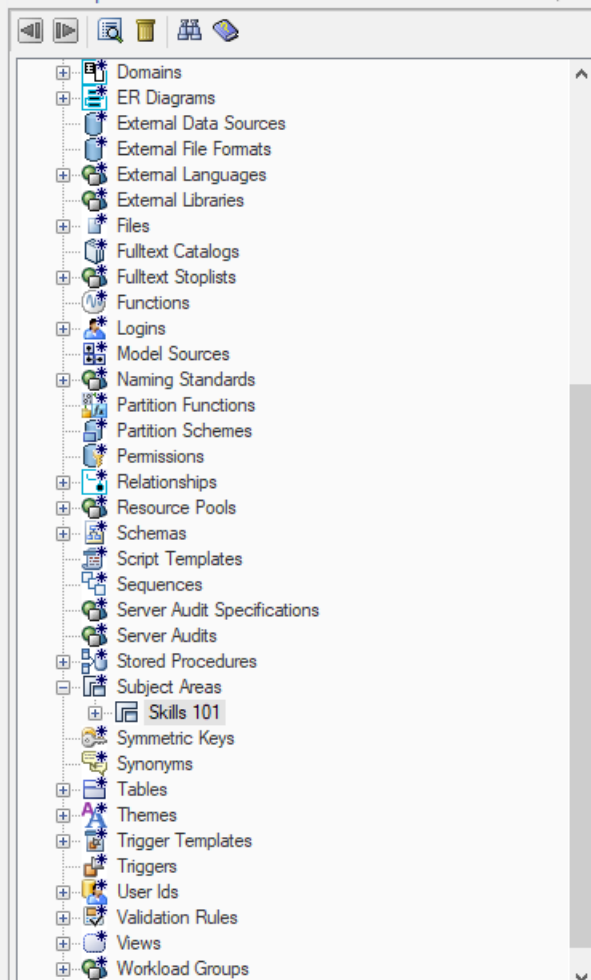 Domains
ER Diagrams
External Data Sources
External File Formats
External Languages
External Libraries
Files
Fulltext Catalogs
Fulltext Stoplists
Functions
Logins
Model Sources
Naming Standards
Partition Functions
Partition Schemes
Permissions
Relationships
Resource Pools
Schemas
Script Templates
Sequences
Server Audit Specifications
Server Audits
Stored Procedures
Subject Areas
Skills 101
Symmetric Keys
Synonyms
Tables
Themes
Trigger Templates
Triggers
User Ids
Validation Rules
Views
Workload Groups